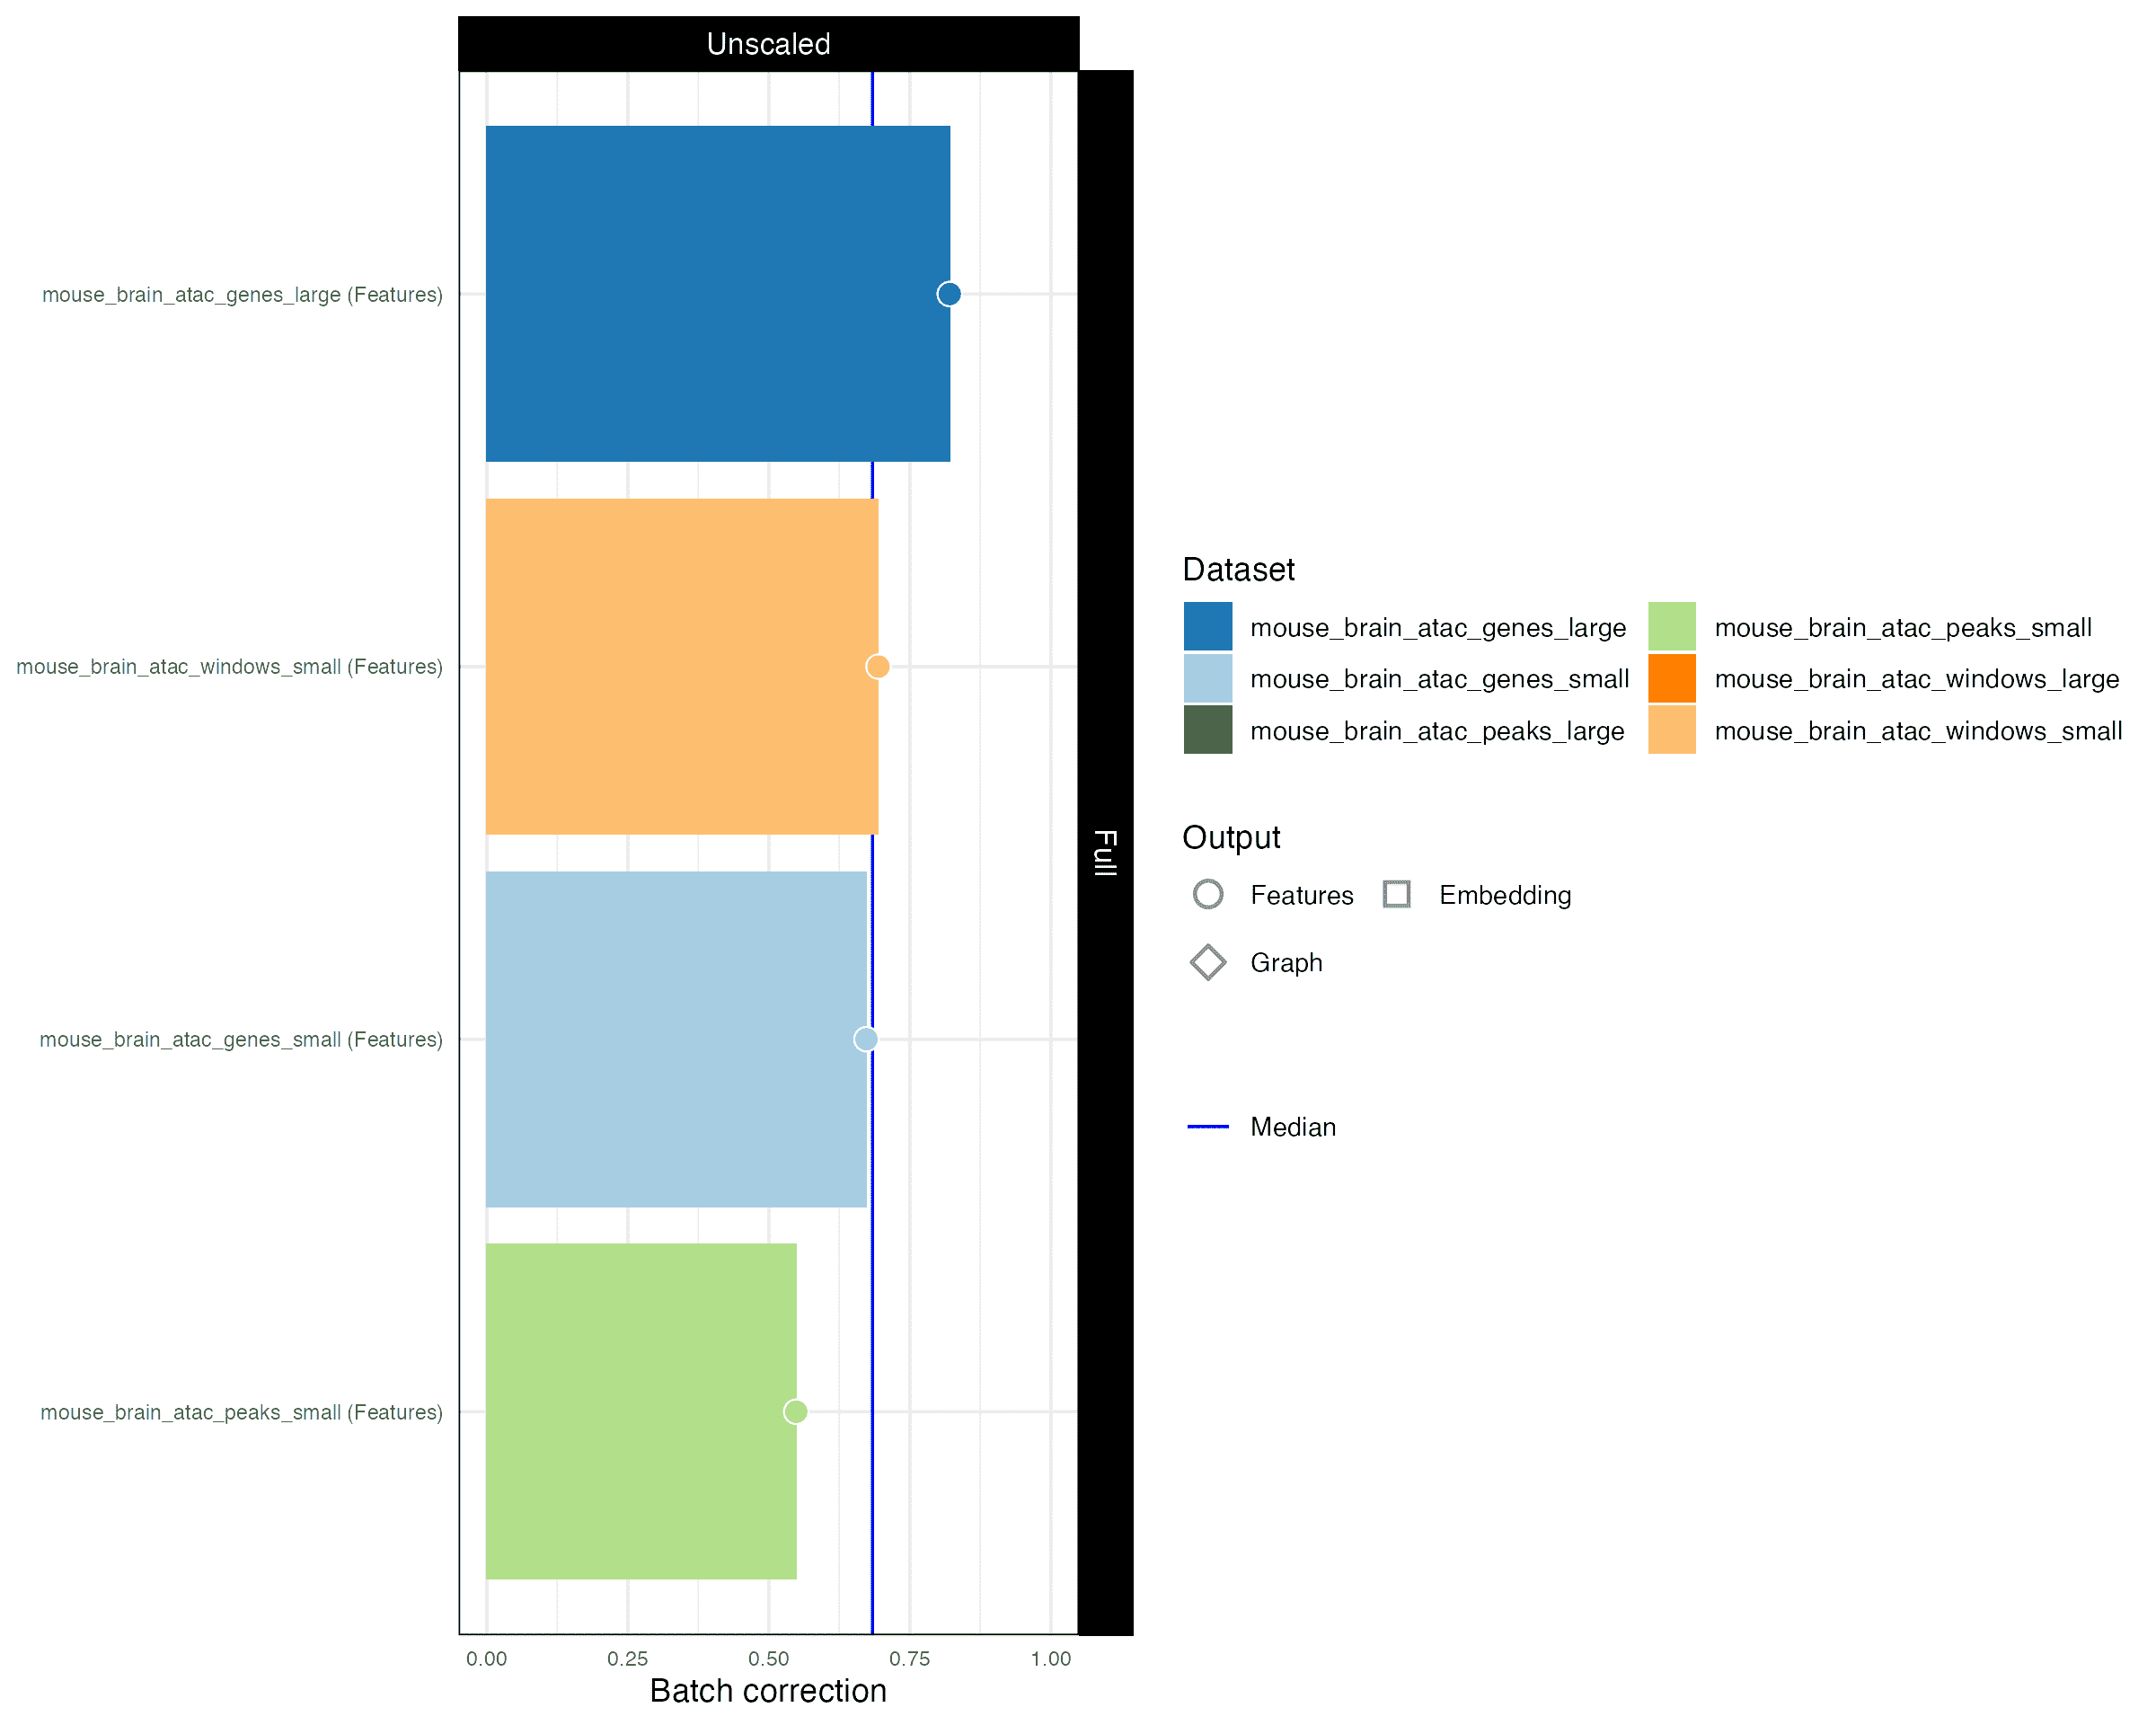 Unscaled
Full
mouse_brain_atac_genes_large (Features)
mouse_brain_atac_windows_small (Features)
mouse_brain_atac_genes_small (Features)
mouse_brain_atac_peaks_small (Features)
0.00 0.25 0.50 0.75 1.00
Batch correction
Dataset
mouse_brain_atac_genes_large mouse_brain_atac_peaks_small
mouse_brain_atac_genes_small mouse_brain_atac_windows_large
mouse_brain_atac_peaks_large mouse_brain_atac_windows_small
Output
Features Embedding
Graph
Median